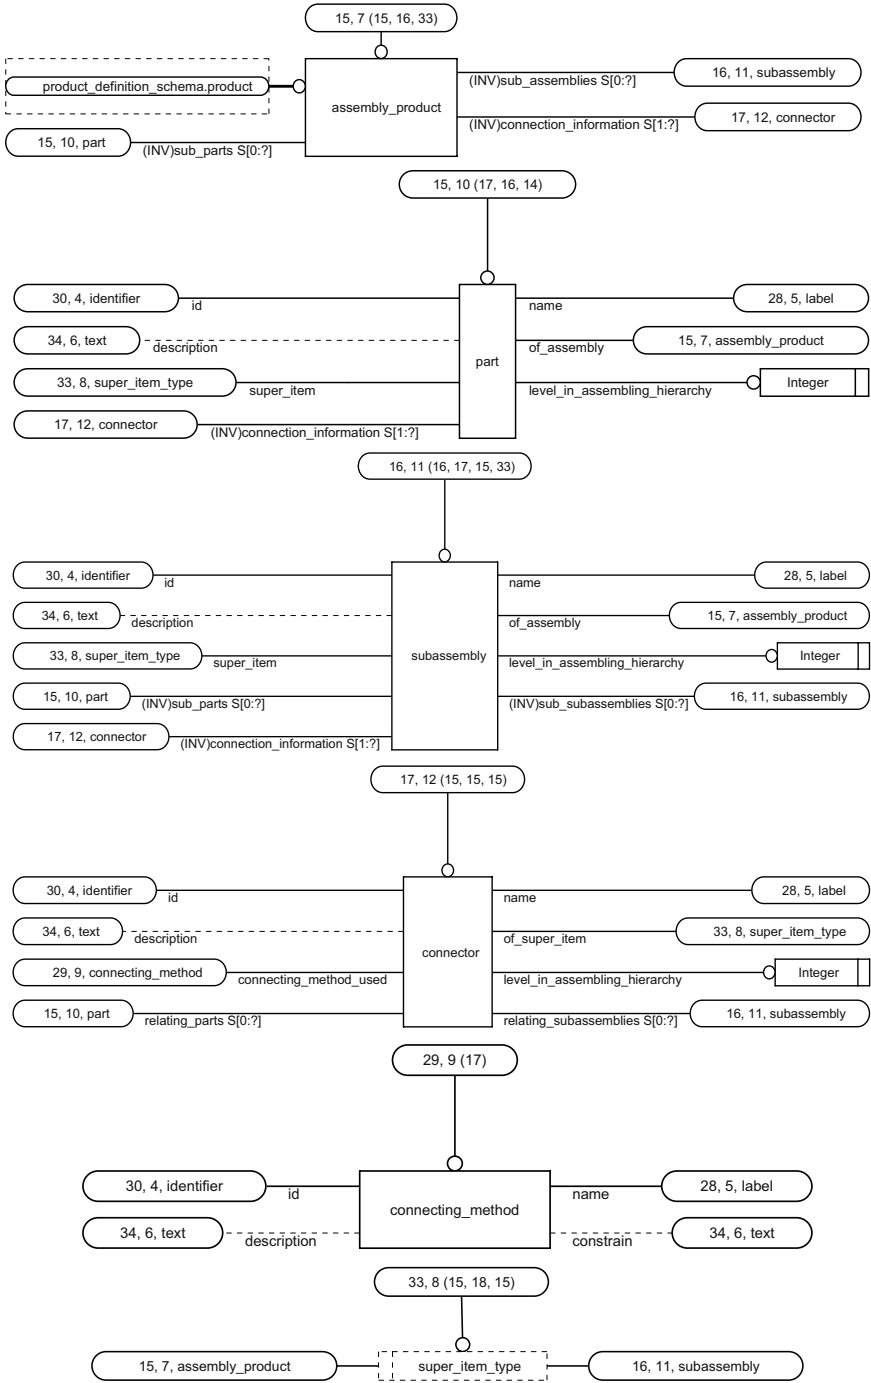 15, 7 (15, 16, 33)
product_definition_schema.product
assembly_product
(INV)sub_assemblies S[0:?]
16, 11, subassembly
(INV)connection_information S[1:?]
17, 12, connector
15, 10, part
(INV)sub_parts S[0:?]
15, 10 (17, 16, 14)
30, 4, identifier
id
name
28, 5, label
34, 6, text
description
part
of_assembly
15, 7, assembly_product
33, 8, super_item_type
super_item
level_in_assembling_hierarchy
Integer
17, 12, connector
(INV)connection_information S[1:?]
16, 11 (16, 17, 15, 33)
30, 4, identifier
id
name
28, 5, label
34, 6, text
description
of_assembly
15, 7, assembly_product
33, 8, super_item_type
super_item
subassembly
level_in_assembling_hierarchy
Integer
15, 10, part
(INV)sub_parts S[0:?]
(INV)sub_subassemblies S[0:?]
16, 11, subassembly
17, 12, connector
(INV)connection_information S[1:?]
17, 12 (15, 15, 15)
30, 4, identifier
id
name
28, 5, label
34, 6, text
description
connector
of_super_item
33, 8, super_item_type
29, 9, connecting_method
connecting_method_used
level_in_assembling_hierarchy
Integer
15, 10, part
relating_parts S[0:?]
relating_subassemblies S[0:?]
16, 11, subassembly
29, 9 (17)
30, 4, identifier
id
name
28, 5, label
connecting_method
34, 6, text
description
constrain
34, 6, text
33, 8 (15, 18, 15)
15, 7, assembly_product
super_item_type
16, 11, subassembly